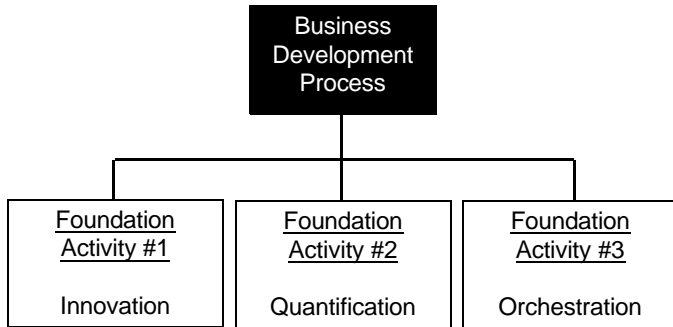 Business
Development
Process
Foundation
Activity #1
Innovation
Foundation
Activity #2
Quantification
Foundation
Activity #3
Orchestration